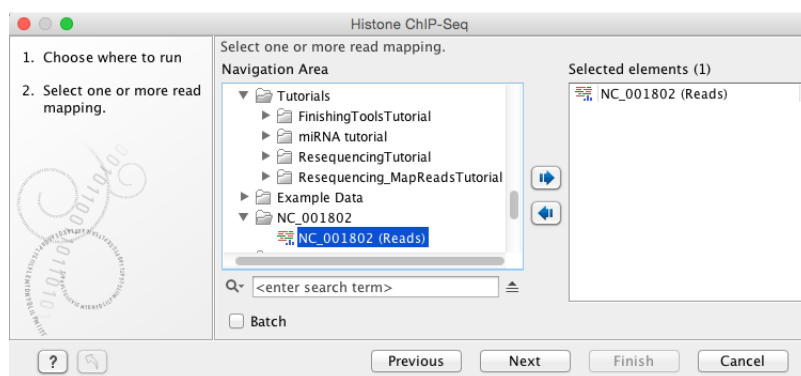 Histone ChIP-Seq
1. Choose where to run
2. Select one or more read
mapping.
Select one or more read mapping.
Navigation Area
Tutorials
FinishingToolsTutorial
miRNA tutorial
ResequencingTutorial
Resequencing_MapReadsTutorial
Example Data
NC_001802
NC_001802 (Reads)
<enter search term>
Batch
Selected elements (1)
NC_001802 (Reads)
?
Previous
Next
Finish
Cancel